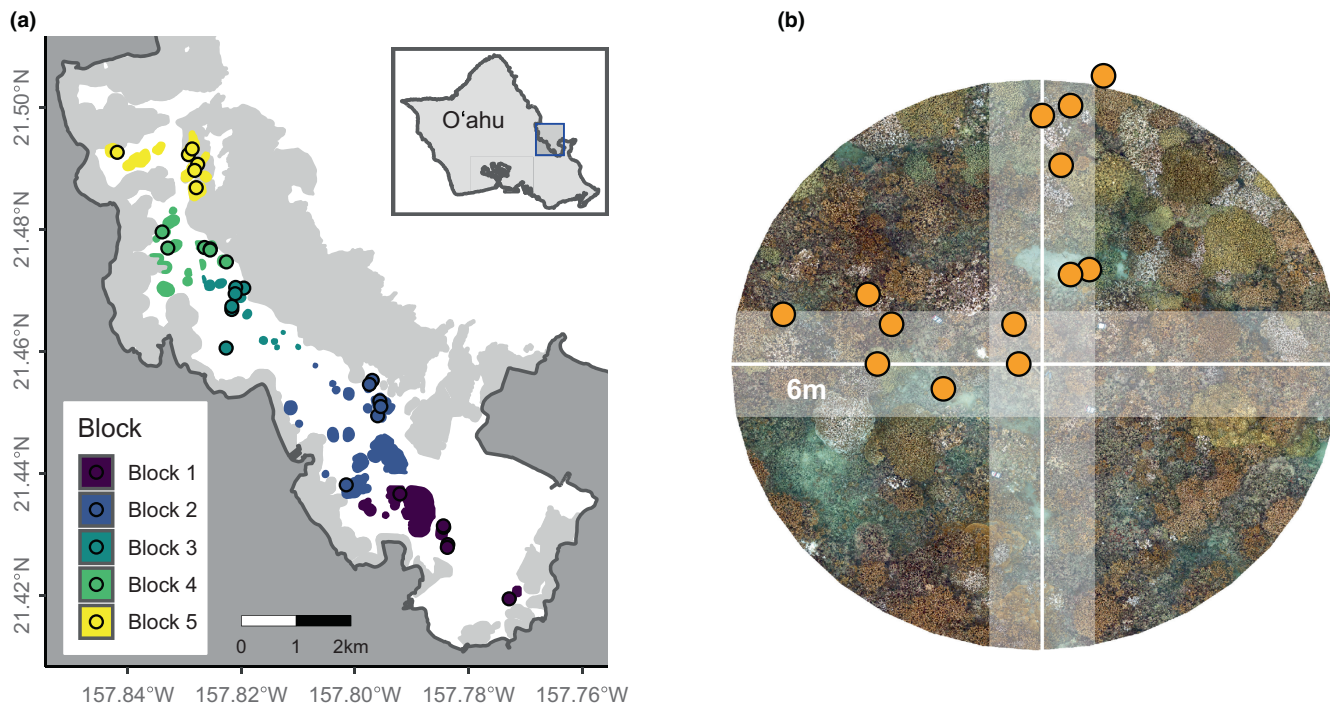 (a)
(b)
21.50°N
21.48°N
21.46°N
21.44°N
21.42°N
Oʻahu
Block
Block 1
Block 2
Block 3
Block 4
Block 5
0 1 2km
157.84°W 157.82°W 157.80°W 157.78°W 157.76°W
6m